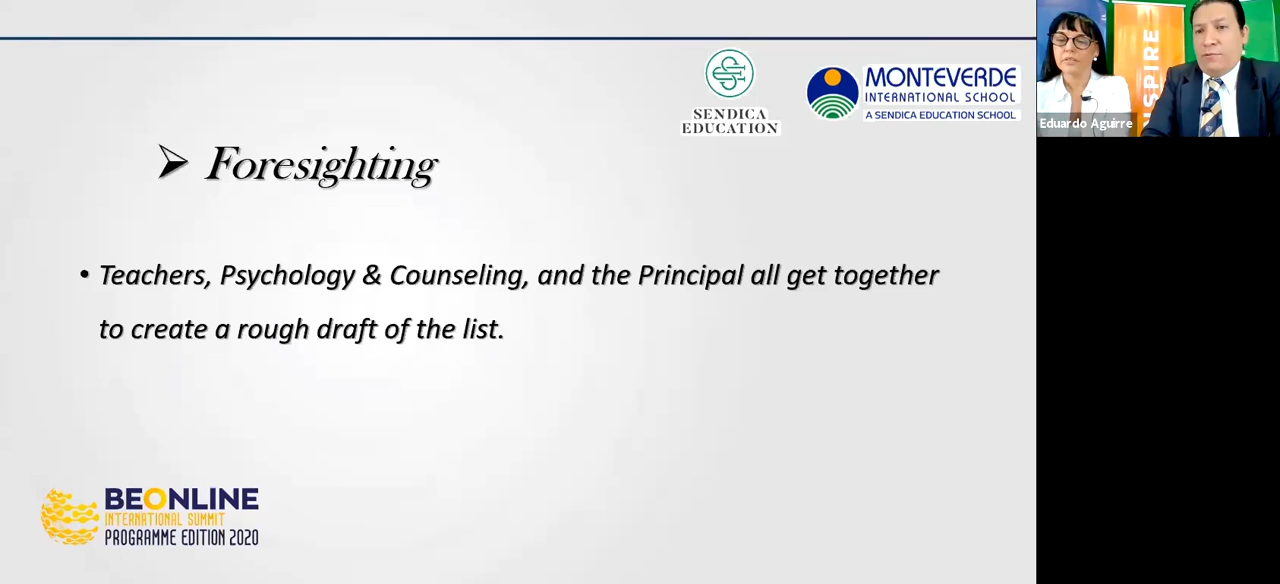 SENDICA
EDUCATION
MONTEVERDE
INTERNATIONAL SCHOOL
A SENDICA EDUCATION SCHOOL
Eduardo Aguirre
Foresighting
• Teachers, Psychology & Counseling, and the Principal all get together
to create a rough draft of the list.
BEONLINE
INTERNATIONAL SUMMIT
PROGRAMME EDITION 2020